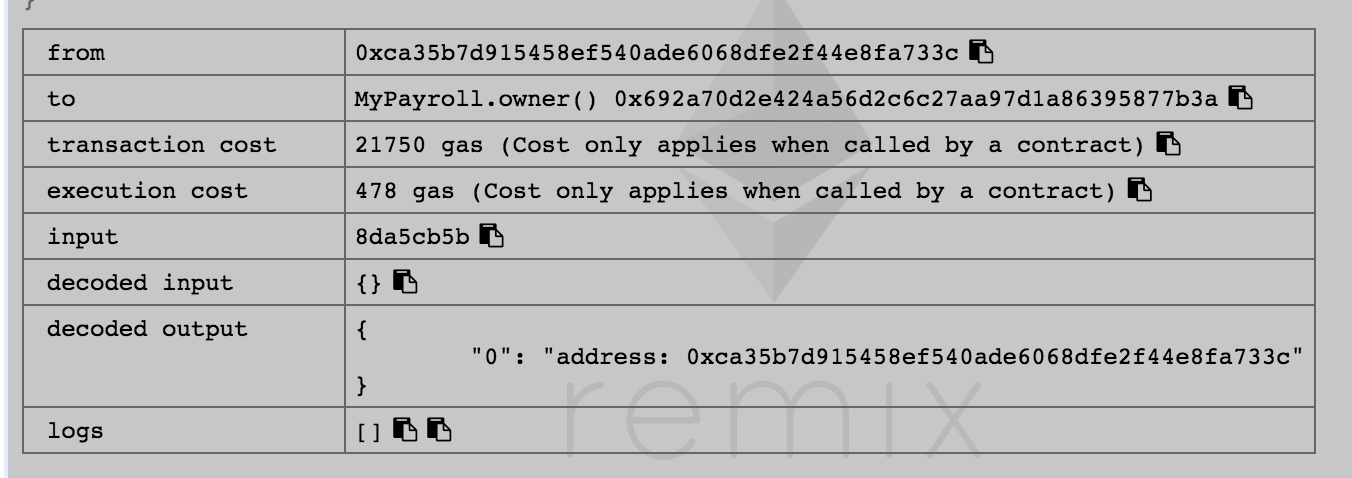 }
from 0xca35b7d915458ef540ade6068dfe2f44e8fa733c
to MyPayroll.owner() 0x692a70d2e424a56d2c6c27aa97d1a86395877b3a
transaction cost 21750 gas (Cost only applies when called by a contract)
execution cost 478 gas (Cost only applies when called by a contract)
input 8da5cb5b
decoded input {}
decoded output {
"0": "address: 0xca35b7d915458ef540ade6068dfe2f44e8fa733c"
}
logs []
remix